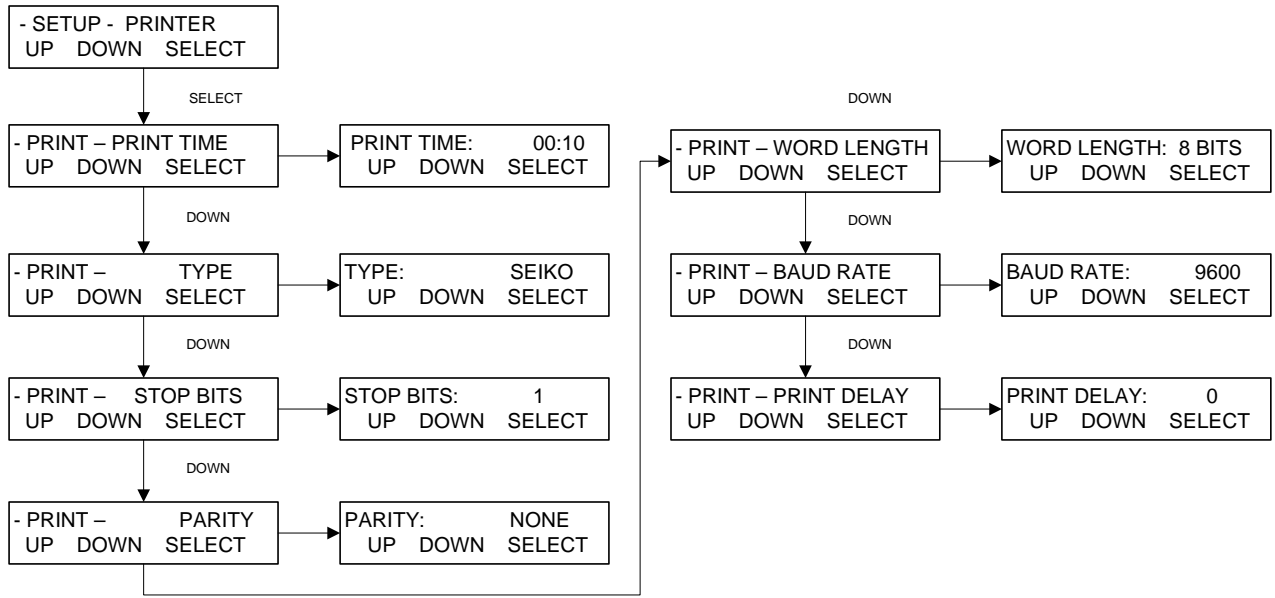 - SETUP - PRINTER
UP DOWN SELECT
SELECT
- PRINT – PRINT TIME
UP DOWN SELECT
PRINT TIME: 00:10
UP DOWN SELECT
DOWN
- PRINT – TYPE
UP DOWN SELECT
TYPE: SEIKO
UP DOWN SELECT
DOWN
- PRINT – STOP BITS
UP DOWN SELECT
STOP BITS: 1
UP DOWN SELECT
DOWN
- PRINT – PARITY
UP DOWN SELECT
PARITY: NONE
UP DOWN SELECT
DOWN
- PRINT – WORD LENGTH
UP DOWN SELECT
WORD LENGTH: 8 BITS
UP DOWN SELECT
DOWN
- PRINT – BAUD RATE
UP DOWN SELECT
BAUD RATE: 9600
UP DOWN SELECT
DOWN
- PRINT – PRINT DELAY
UP DOWN SELECT
PRINT DELAY: 0
UP DOWN SELECT